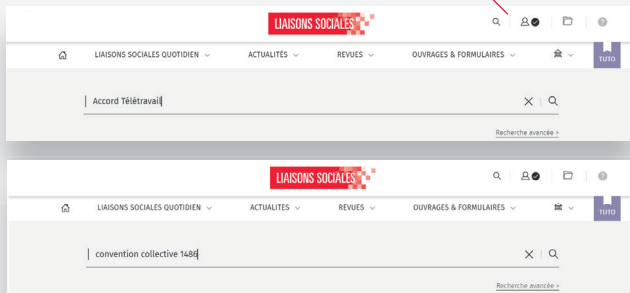 LIAISONS SOCIALES
LIAISONS SOCIALES QUOTIDIEN ACTUALITÉS REVUES OUVRAGES & FORMULAIRES TUTO
Accord Télétravail
Recherche avancée >
LIAISONS SOCIALES
LIAISONS SOCIALES QUOTIDIEN ACTUALITES REVUES OUVRAGES & FORMULAIRES TUTO
convention collective 1486
Recherche avancée >